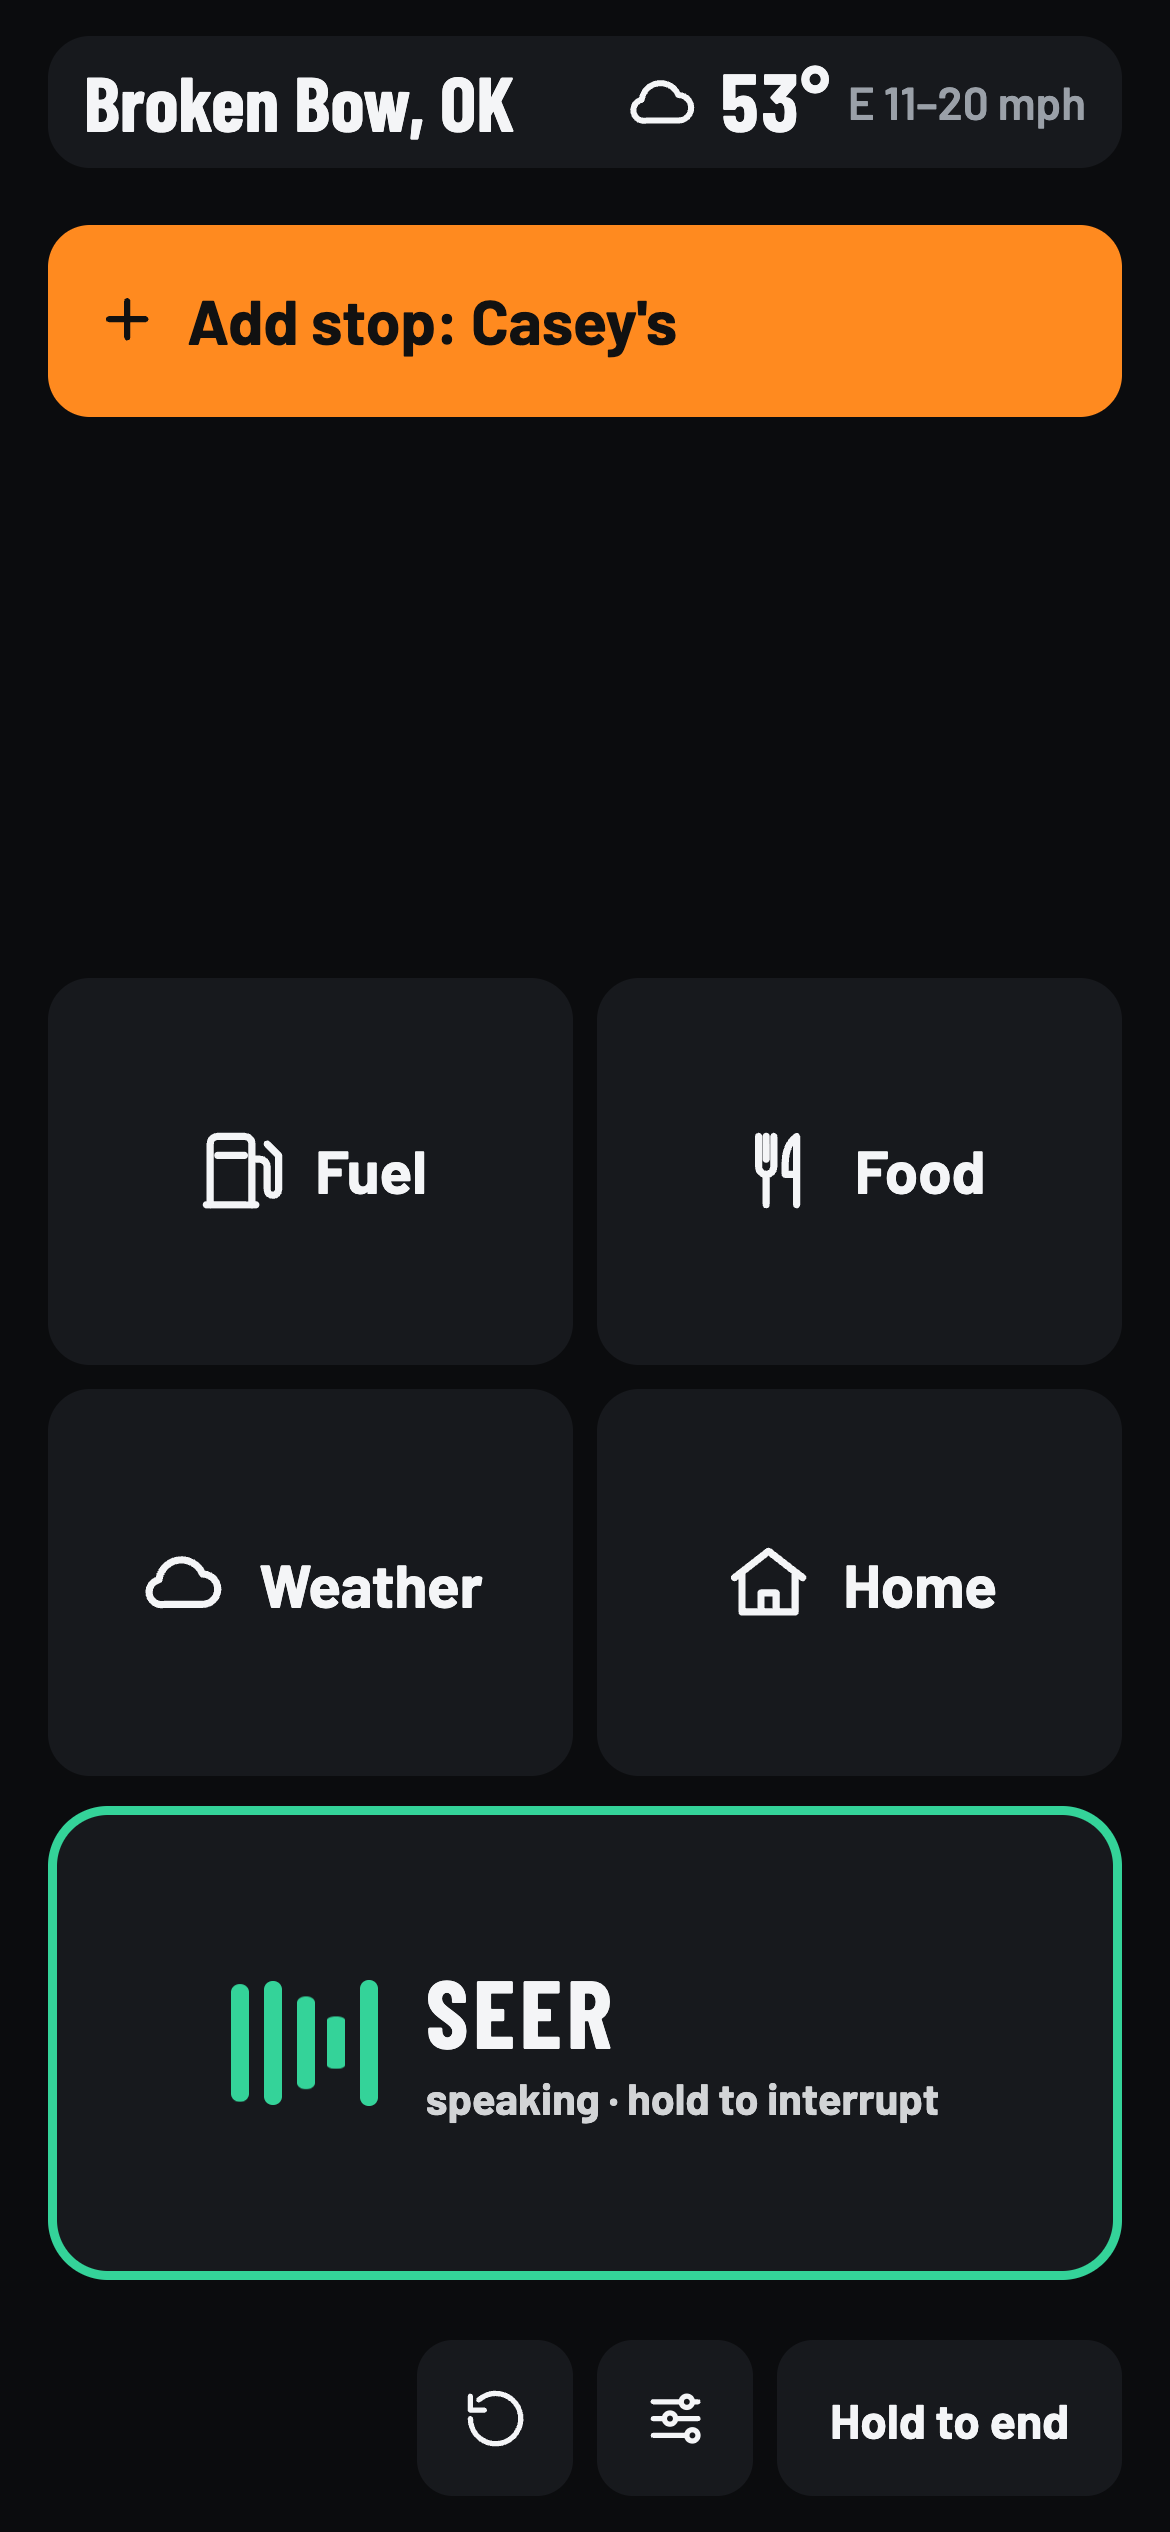 Broken Bow, OK 53° E 11–20 mph
Add stop: Casey's
Fuel
Food
Weather
Home
SEER
speaking · hold to interrupt
Hold to end